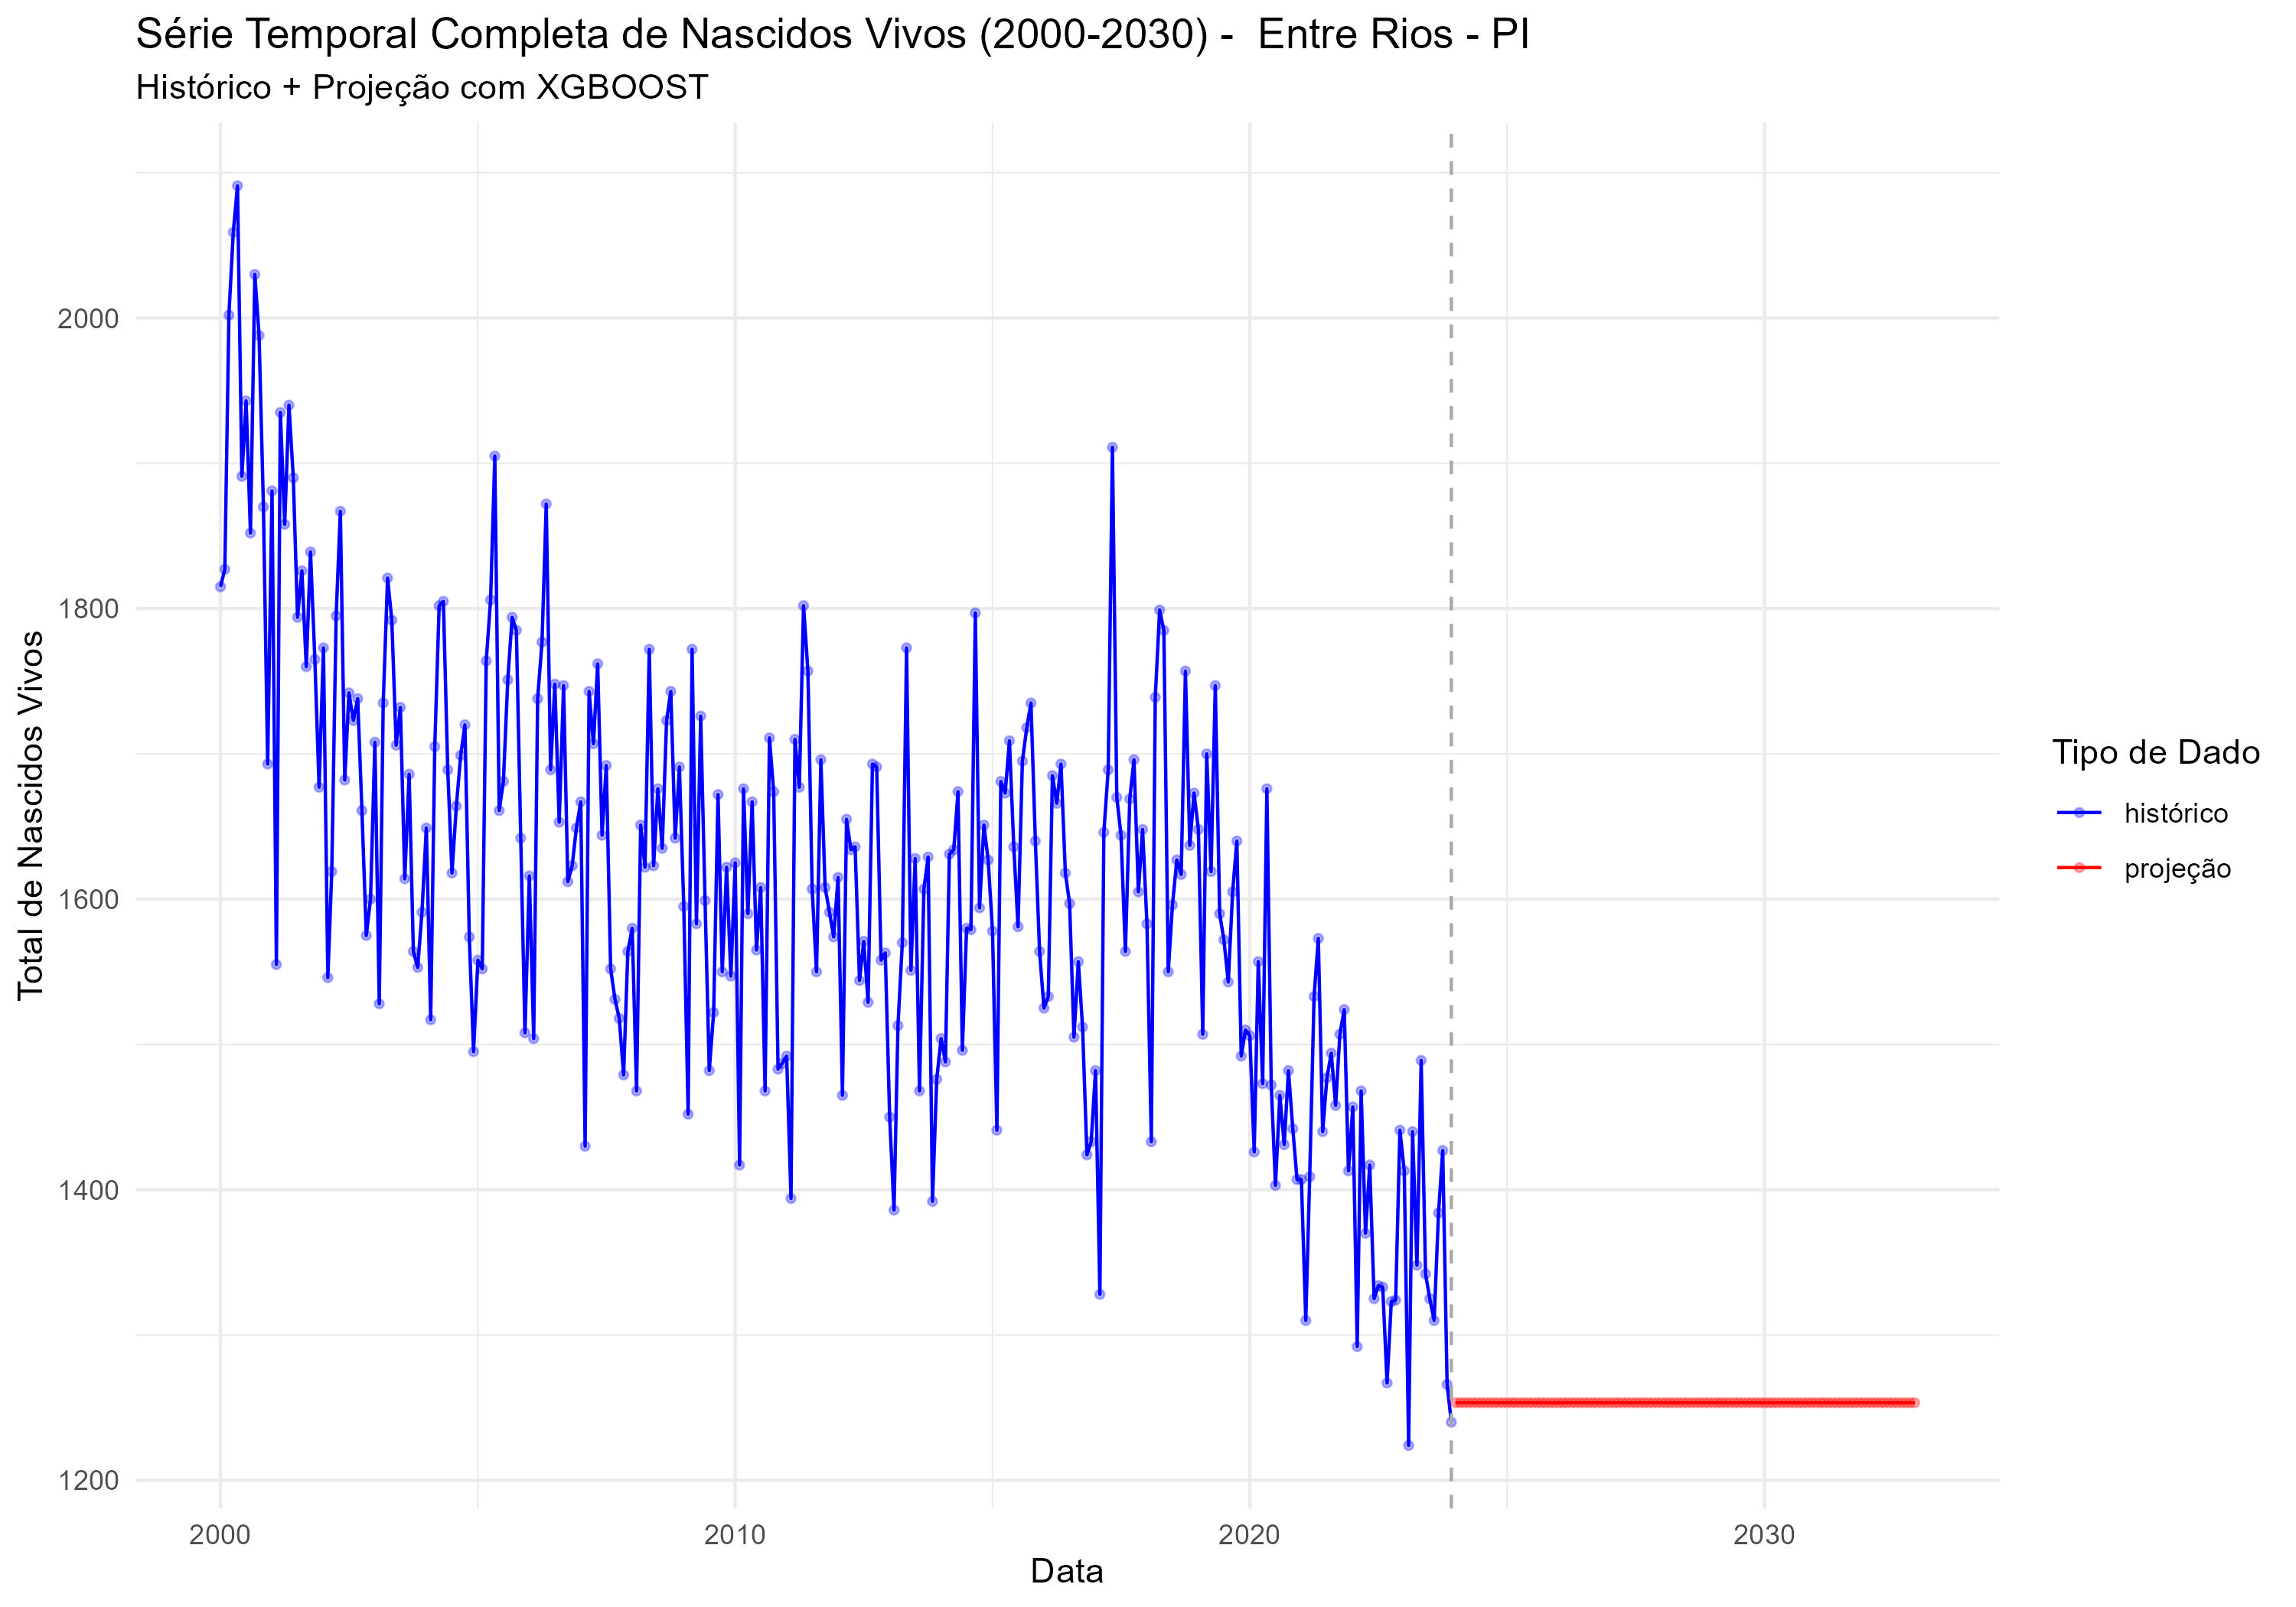 Série Temporal Completa de Nascidos Vivos (2000-2030) -  Entre Rios - PI
Histórico + Projeção com XGBOOST
Total de Nascidos Vivos
2000
1800
1600
1400
1200
2000
2010
2020
2030
Data
Tipo de Dado
histórico
projeção